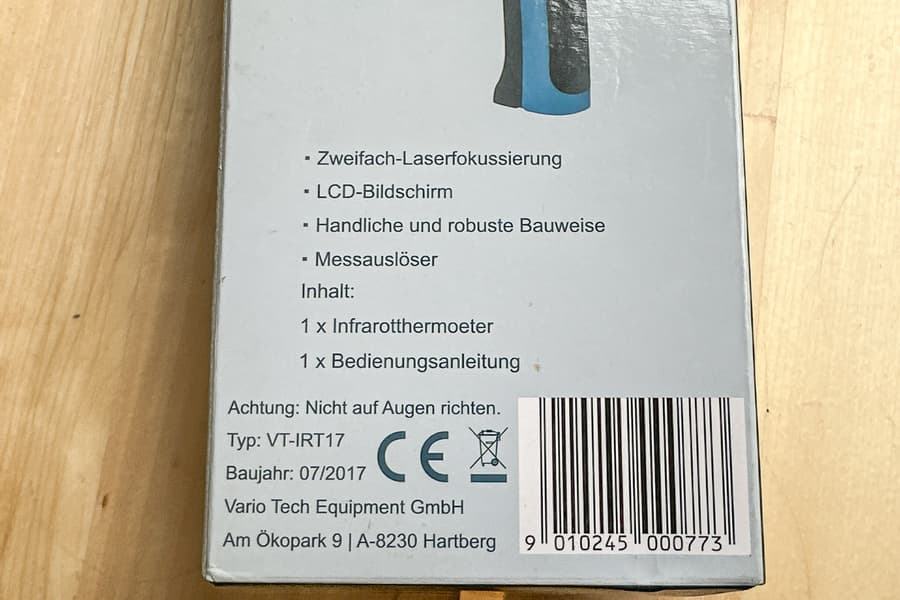 ▪ Zweifach-Laserfokussierung
▪ LCD-Bildschirm
▪ Handliche und robuste Bauweise
▪ Messauslöser
Inhalt:
1 x Infrarotthermoeter
1 x Bedienungsanleitung
Achtung: Nicht auf Augen richten.
Typ: VT-IRT17
Baujahr: 07/2017
CE
Vario Tech Equipment GmbH
Am Ökopark 9 | A-8230 Hartberg
9 010245 000773